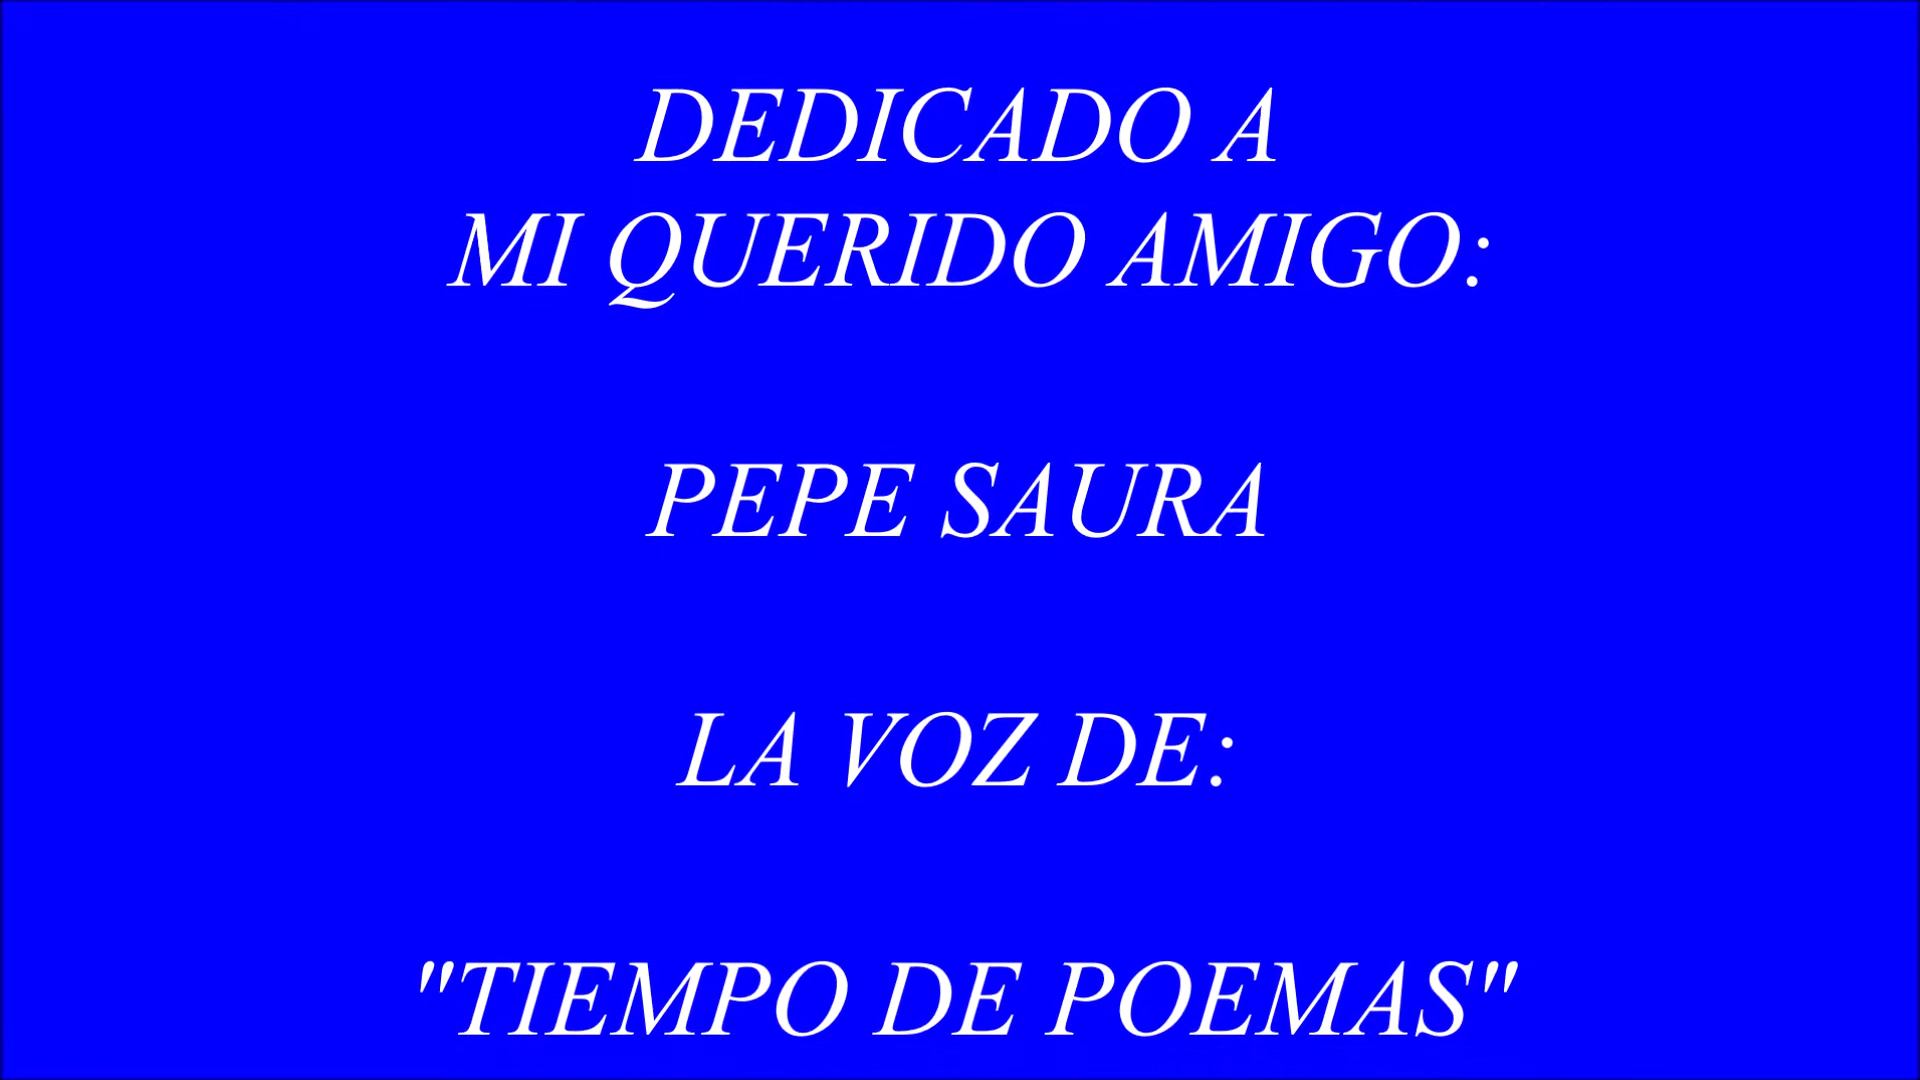 DEDICADO A
MI QUERIDO AMIGO:
PEPE SAURA
LA VOZ DE:
"TIEMPO DE POEMAS"